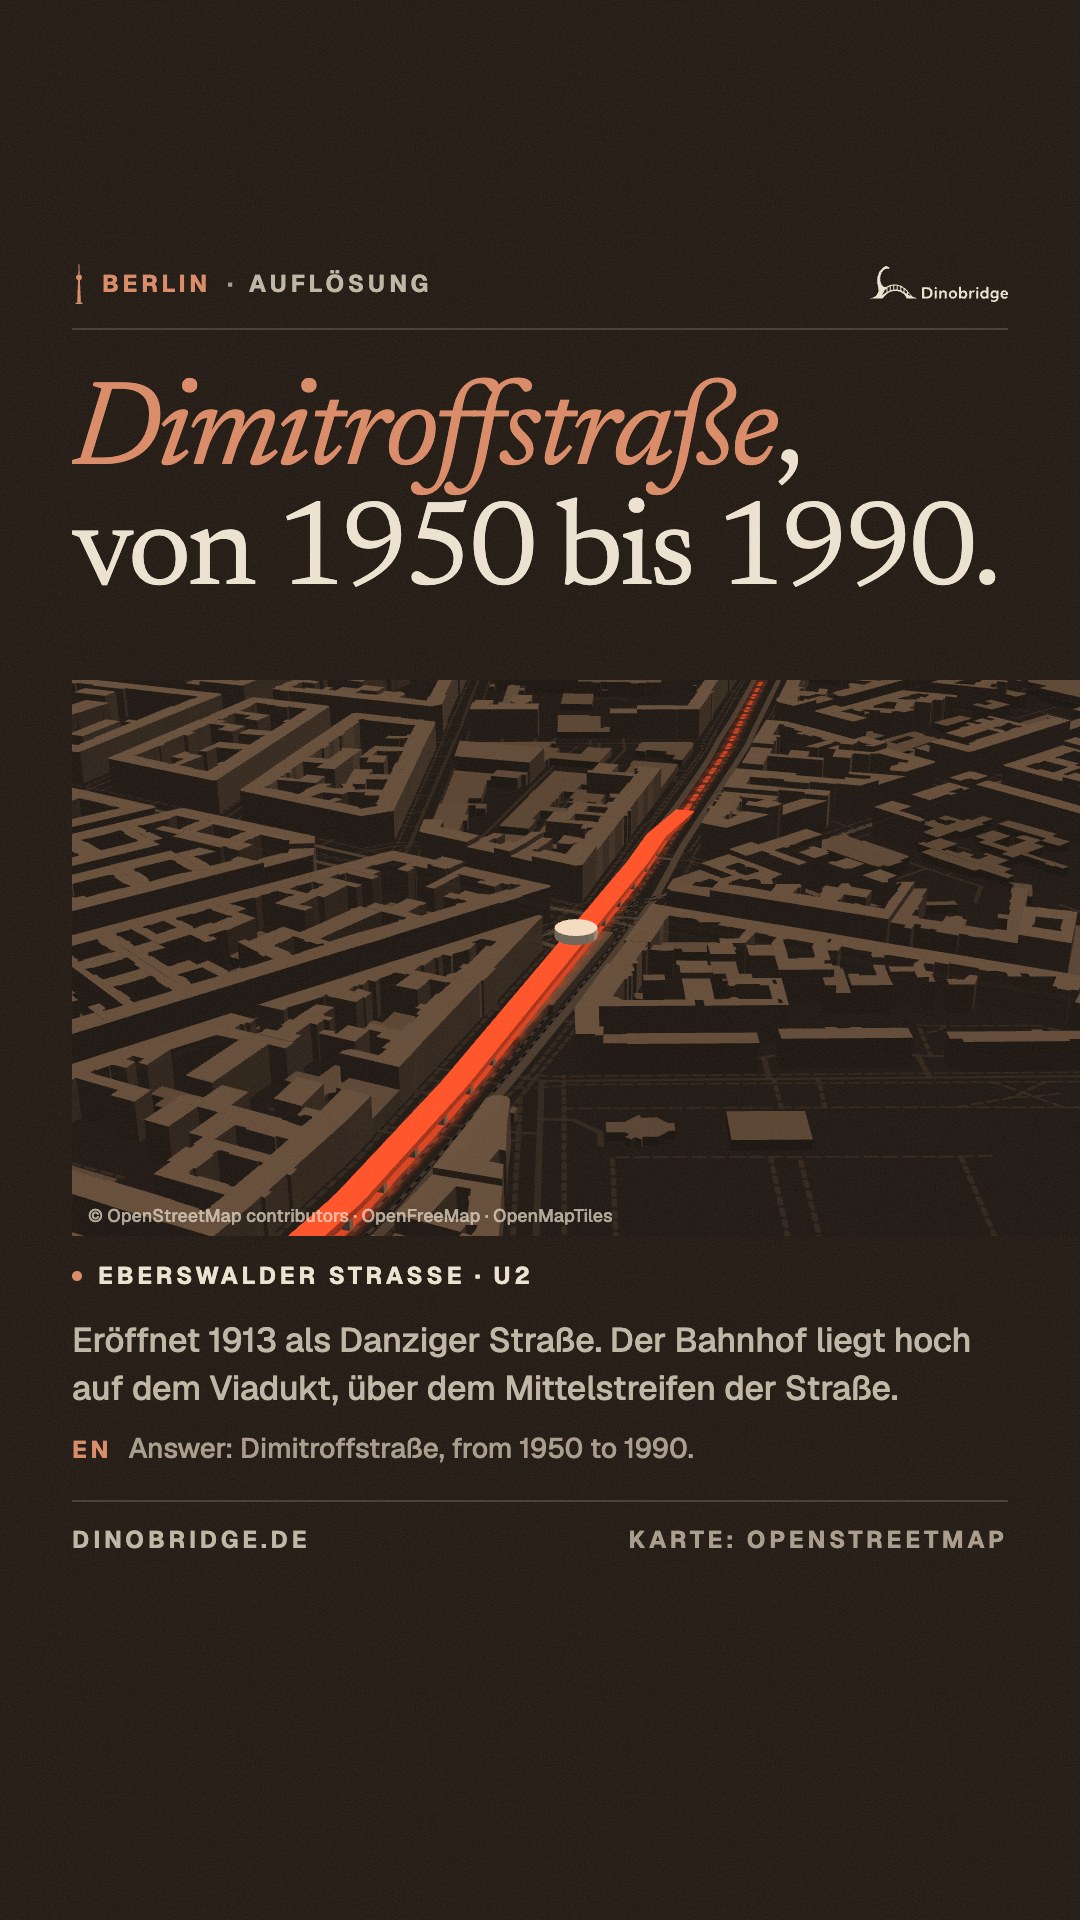 BERLIN · AUFLÖSUNG
Dinobridge
Dimitroffstraße,
von 1950 bis 1990.
© OpenStreetMap contributors · OpenFreeMap · OpenMapTiles
EBERSWALDER STRASSE · U2
Eröffnet 1913 als Danziger Straße. Der Bahnhof liegt hoch
auf dem Viadukt, über dem Mittelstreifen der Straße.
EN Answer: Dimitroffstraße, from 1950 to 1990.
DINOBRIDGE.DE
KARTE: OPENSTREETMAP